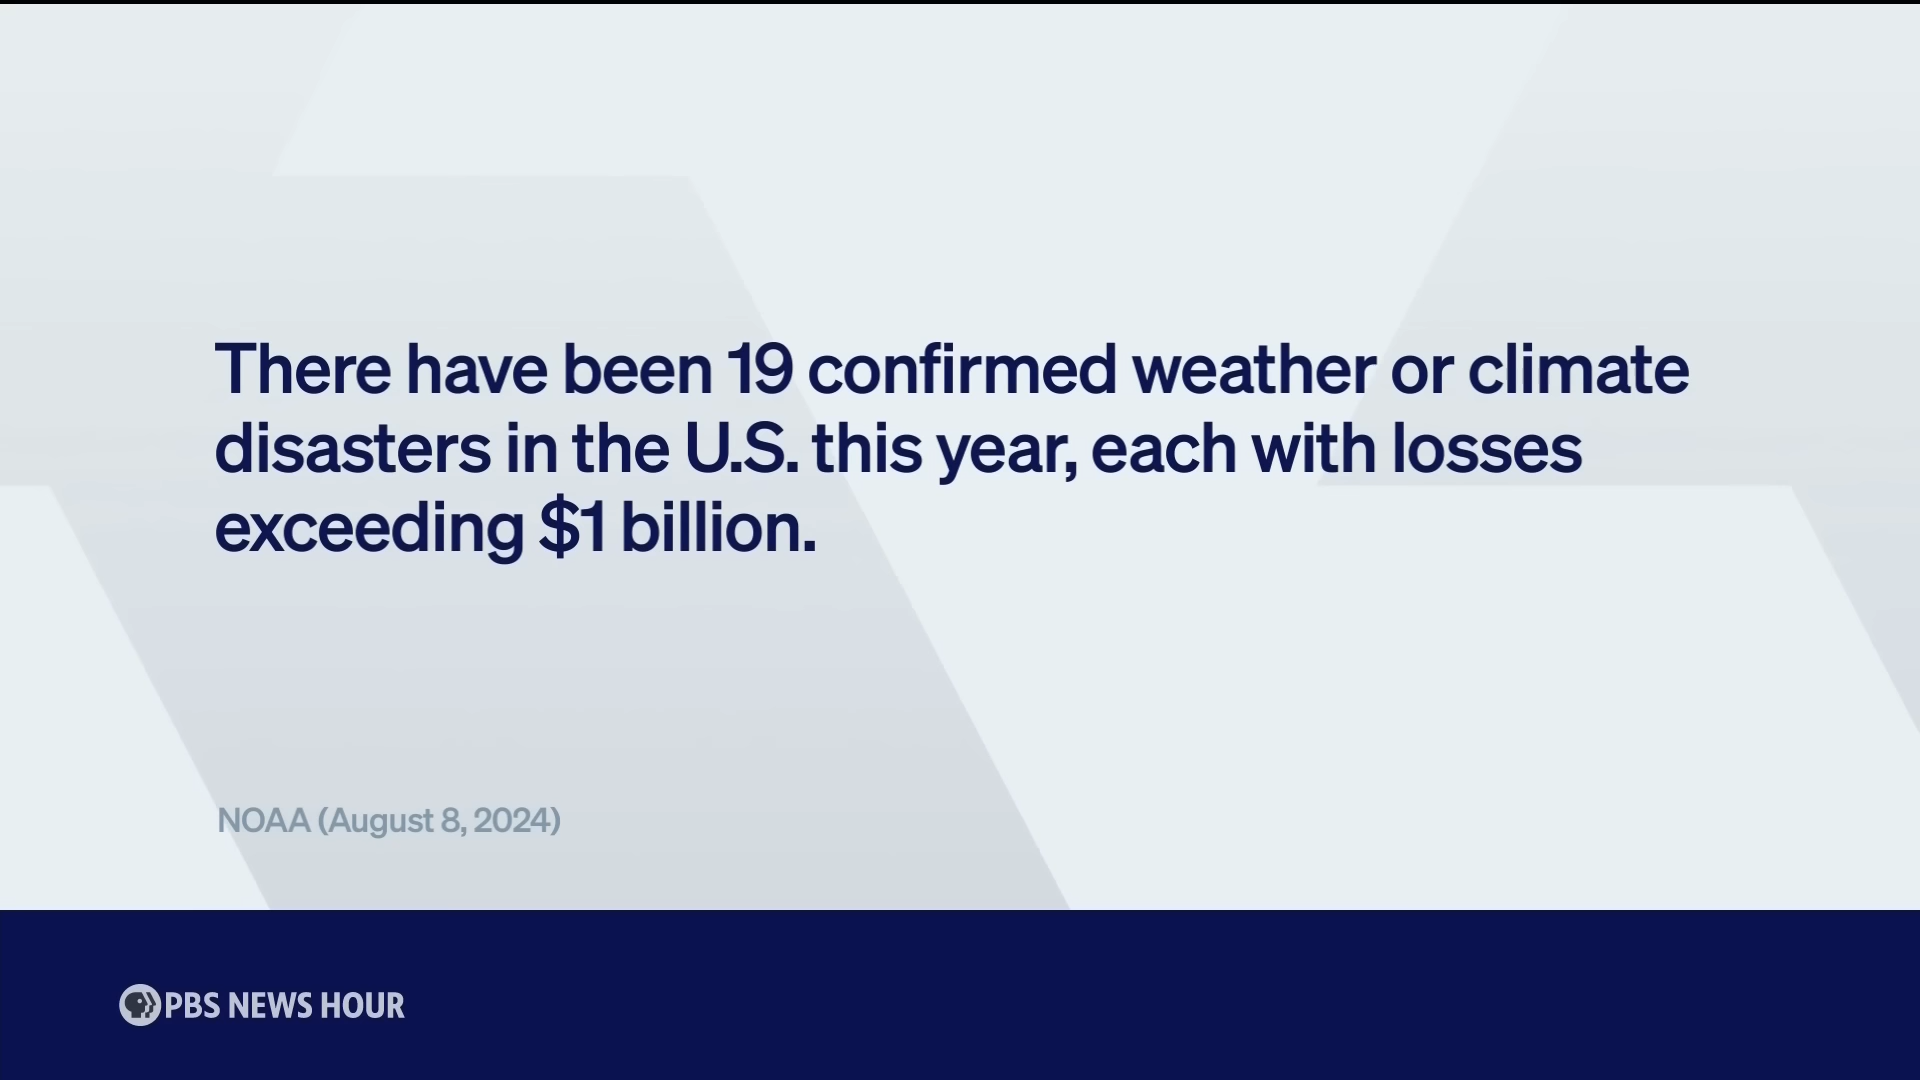 There have been 19 confirmed weather or climate
disasters in the U.S. this year, each with losses
exceeding $1 billion.
NOAA (August 8, 2024)
PBS NEWS HOUR